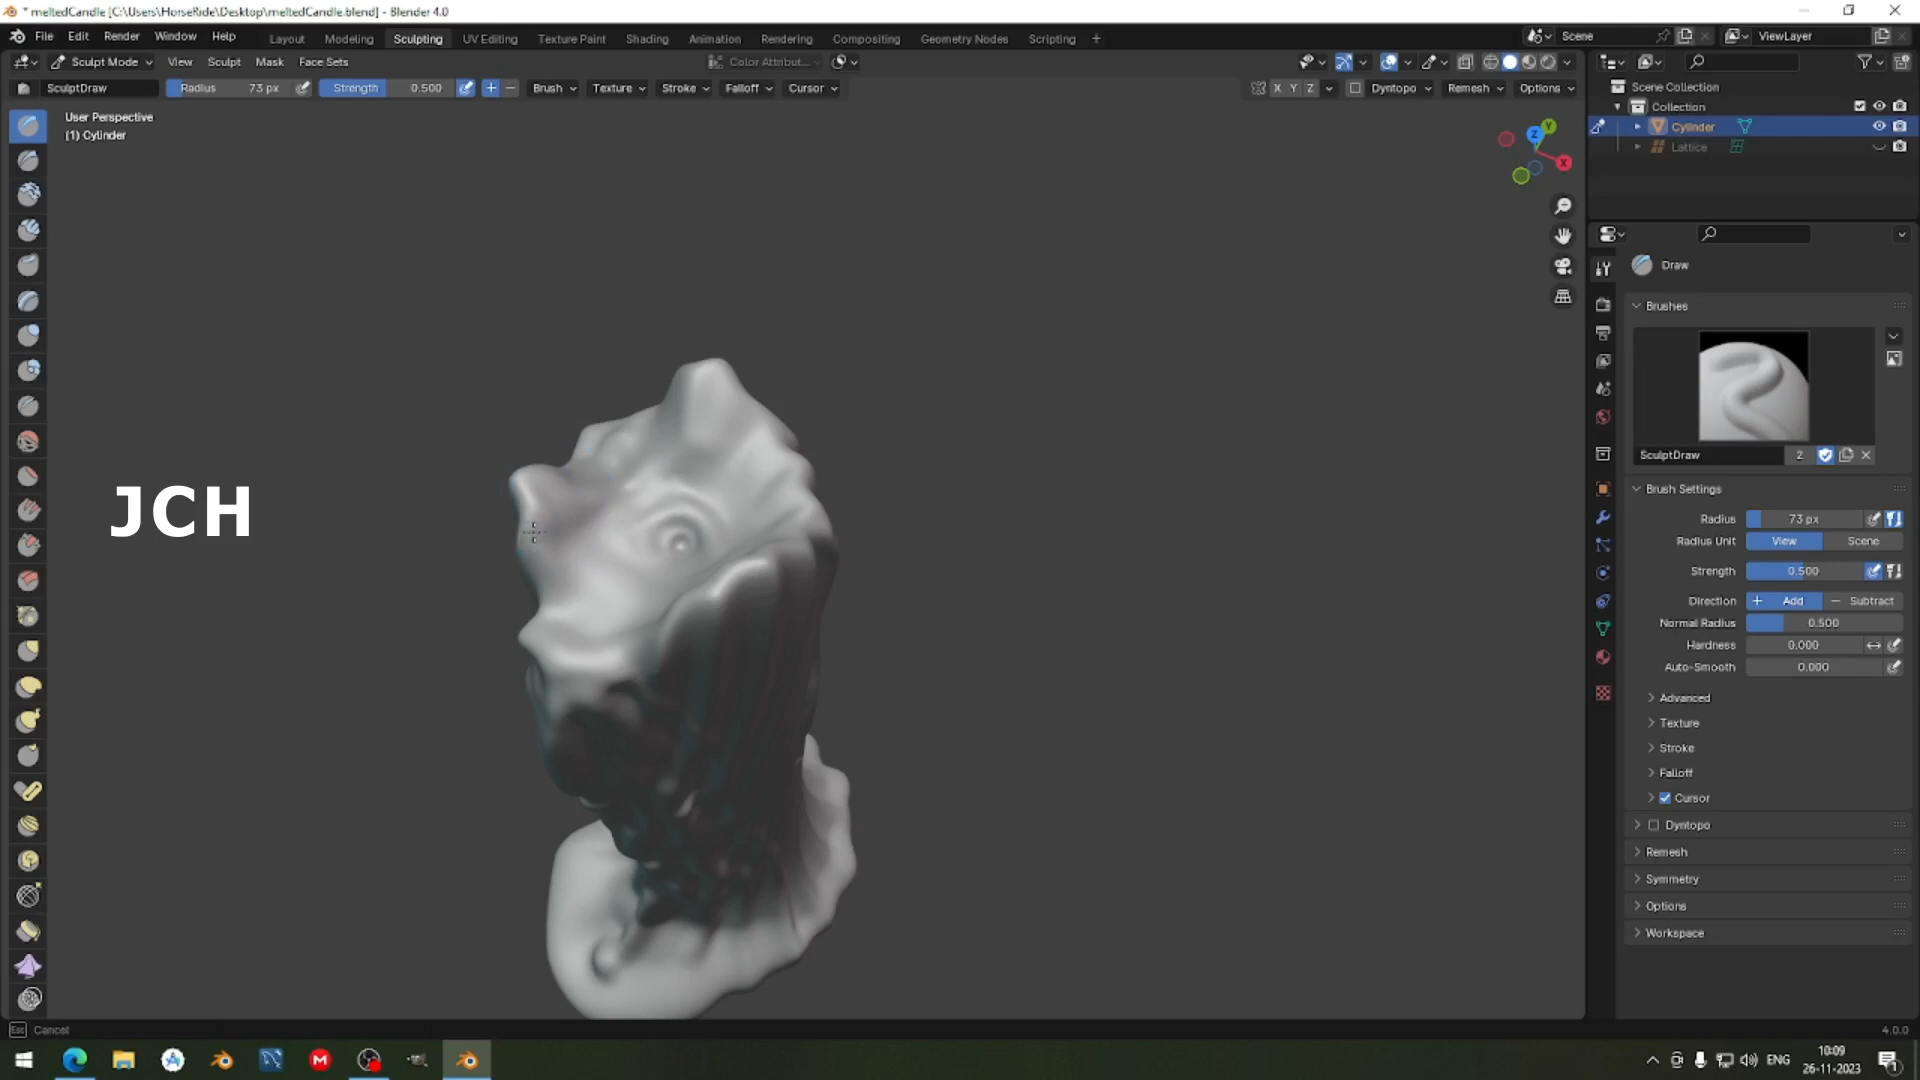 * meltedCandle [C:\Users\HorseRide\Desktop\meltedCandle.blend] - Blender 4.0
File Edit Render Window Help Layout Modeling Sculpting UV Editing Texture Paint Shading Animation Rendering Compositing Geometry Nodes Scripting + Scene ViewLayer
Sculpt Mode View Sculpt Mask Face Sets Color Attribut...
SculptDraw Radius 73 px Strength 0.500 + − Brush Texture Stroke Falloff Cursor X Y Z Dyntopo Remesh Options
User Perspective
(1) Cylinder
Z Y X
JCH
Scene Collection
Collection
Cylinder
Lattice
Draw
Brushes
SculptDraw 2
Brush Settings
Radius 73 px
Radius Unit View Scene
Strength 0.500
Direction + Add − Subtract
Normal Radius 0.500
Hardness 0.000
Auto-Smooth 0.000
Advanced
Texture
Stroke
Falloff
Cursor
Dyntopo
Remesh
Symmetry
Options
Workspace
Esc Cancel 4.0.0
ENG
10:09
26-11-2023
1